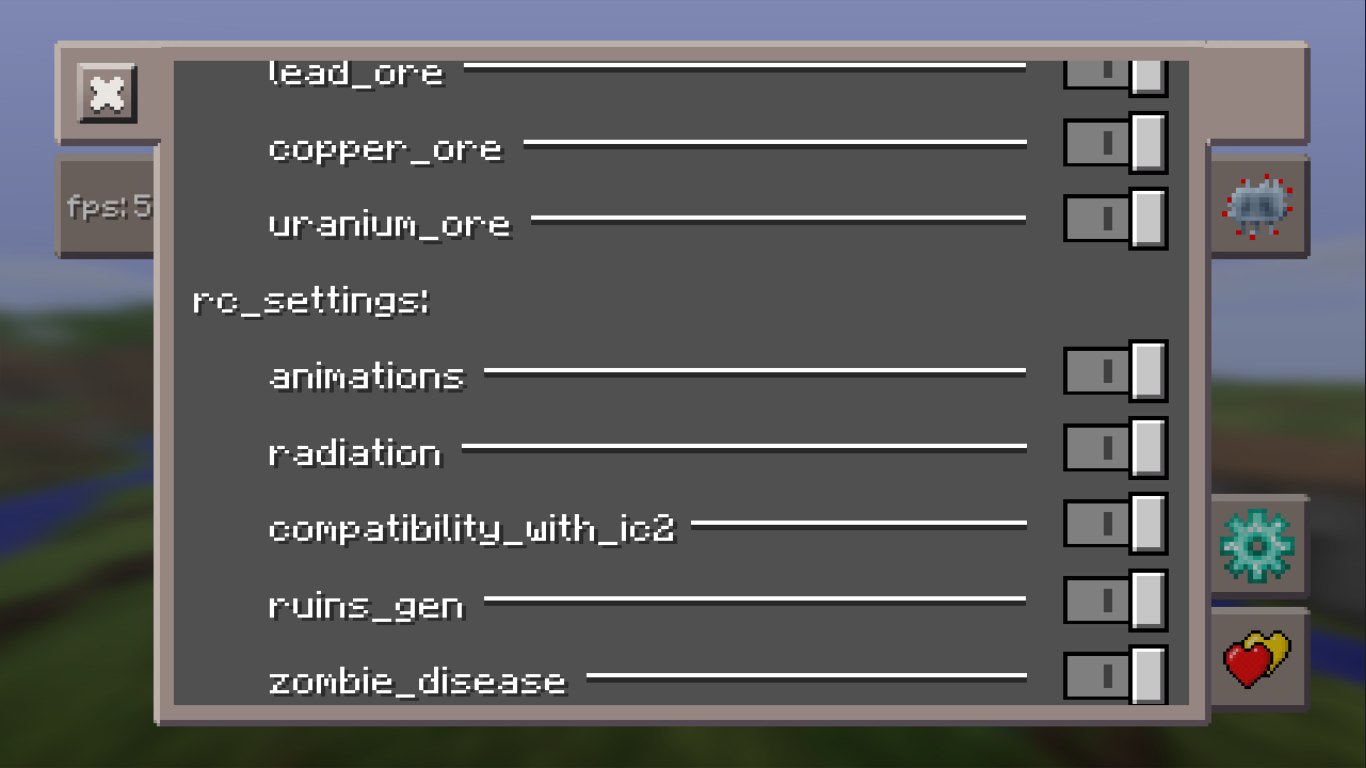 lead_ore
copper_ore
fps: 5
uranium_ore
rc_settings:
animations
radiation
compatibility_with_ic2
ruins_gen
zombie_disease